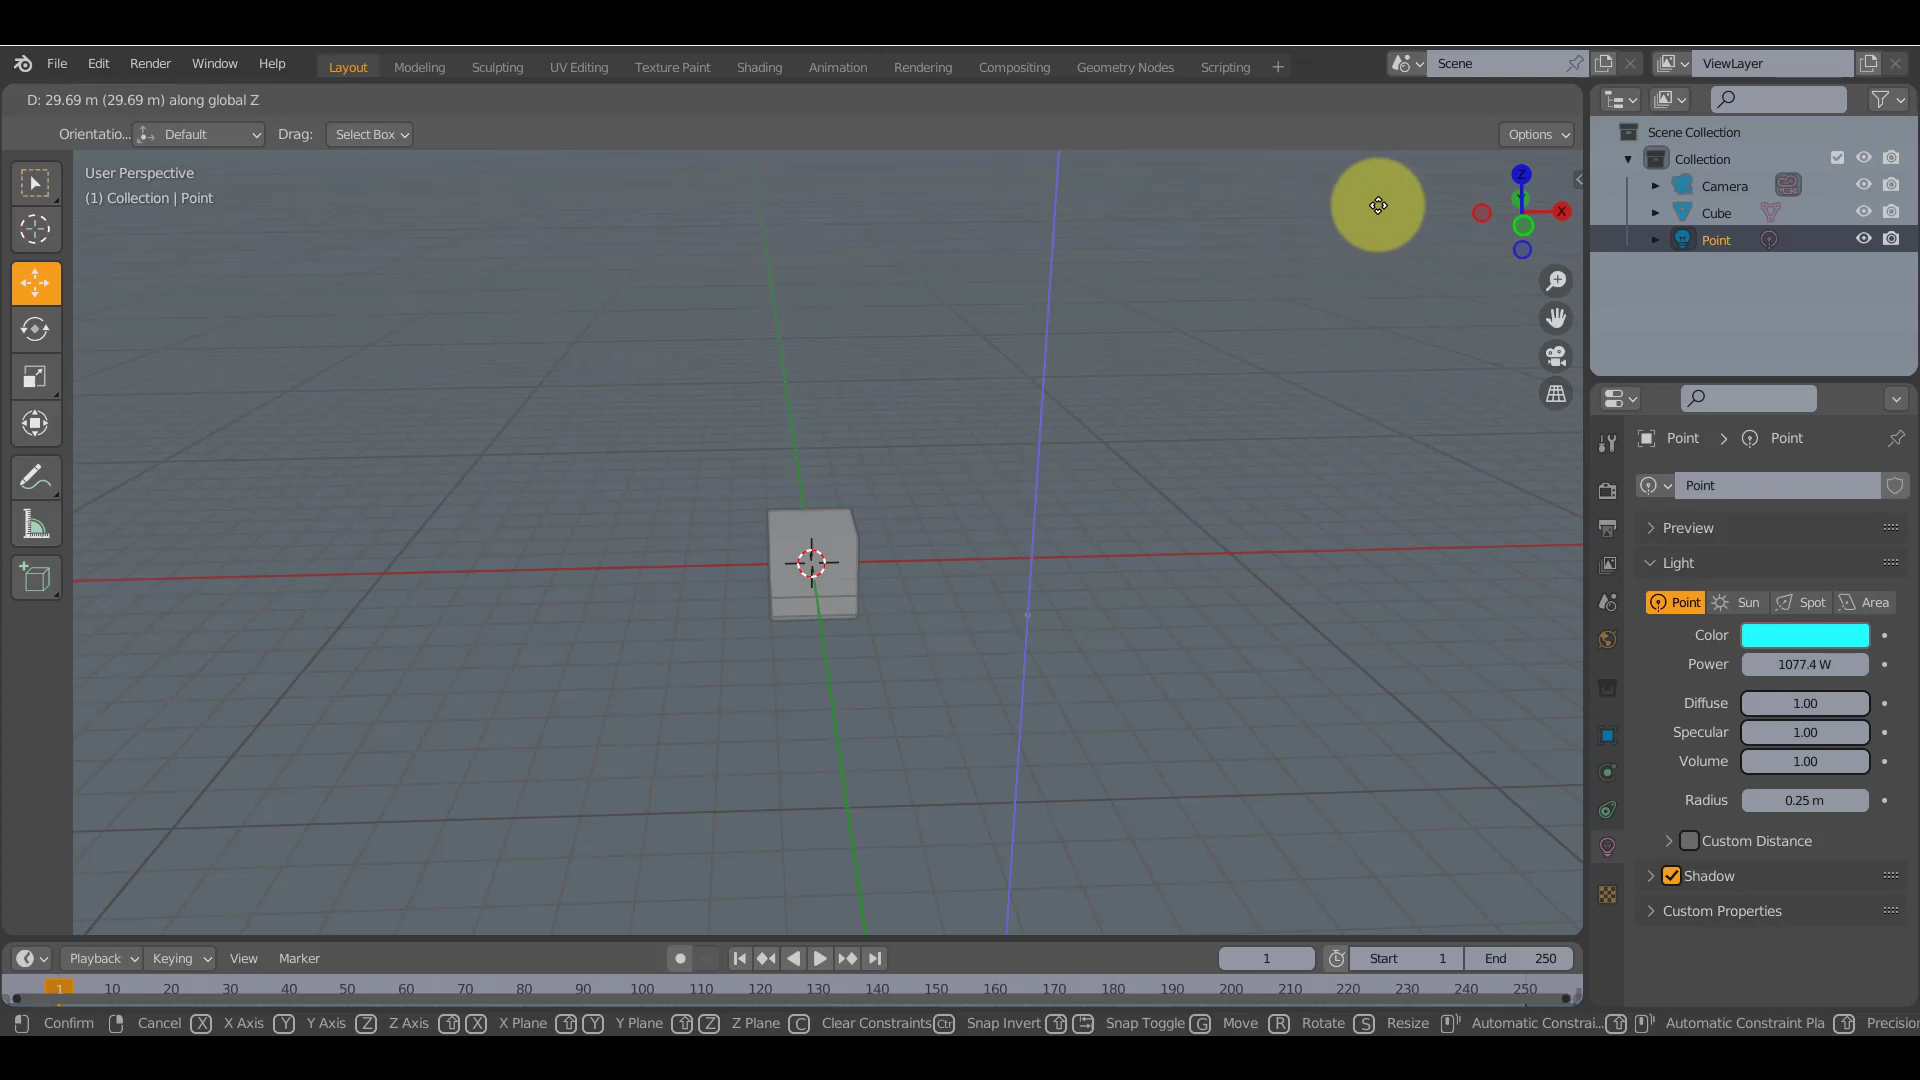 File Edit Render Window Help Layout Modeling Sculpting UV Editing Texture Paint Shading Animation Rendering Compositing Geometry Nodes Scripting + Scene ViewLayer
D: 29.69 m (29.69 m) along global Z
Orientatio... Default Drag: Select Box Options
User Perspective
(1) Collection | Point
Z
X
Scene Collection
Collection
Camera
Cube
Point
Point > Point
Point
Preview
Light
Point Sun Spot Area
Color
Power 1077.4 W
Diffuse 1.00
Specular 1.00
Volume 1.00
Radius 0.25 m
Custom Distance
Shadow
Custom Properties
Playback Keying View Marker 1 Start 1 End 250
1 10 20 30 40 50 60 70 80 90 100 110 120 130 140 150 160 170 180 190 200 210 220 230 240 250
Confirm Cancel X X Axis Y Y Axis Z Z Axis X X Plane Y Y Plane Z Z Plane C Clear Constraints Ctrl Snap Invert Snap Toggle G Move R Rotate S Resize Automatic Constrai... Automatic Constraint Pla Precision